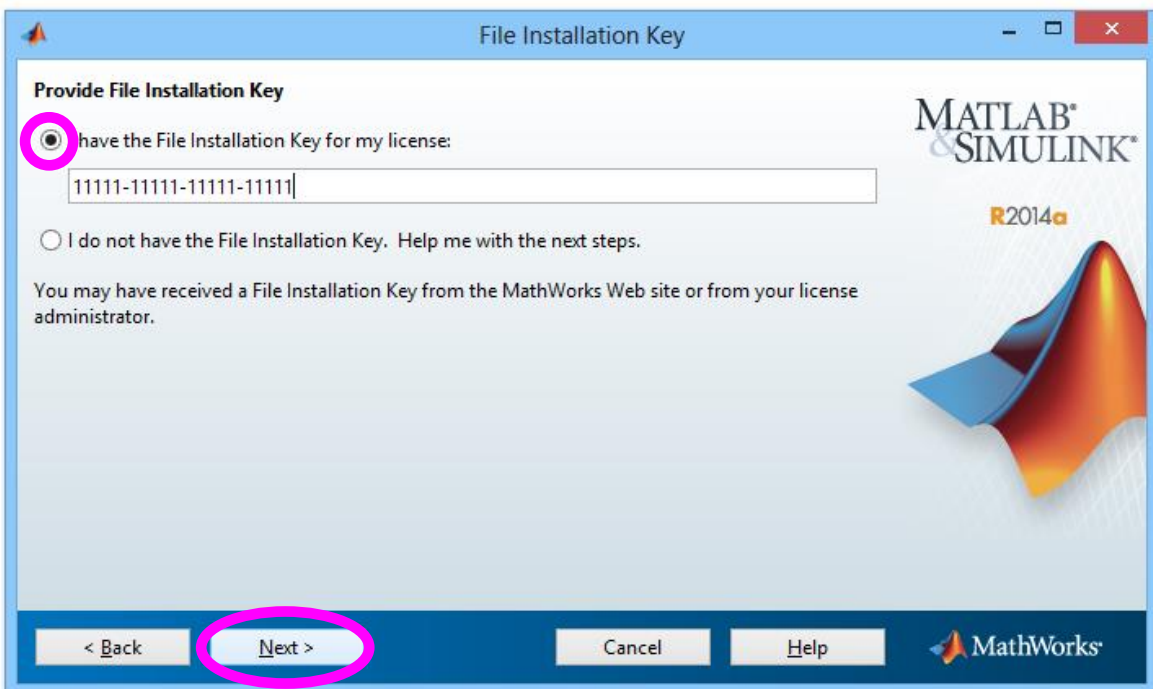 File Installation Key
Provide File Installation Key
have the File Installation Key for my license:
11111-11111-11111-11111
I do not have the File Installation Key. Help me with the next steps.
You may have received a File Installation Key from the MathWorks Web site or from your license
administrator.
MATLAB®
&SIMULINK®
R2014a
< Back
Next >
Cancel
Help
MathWorks®